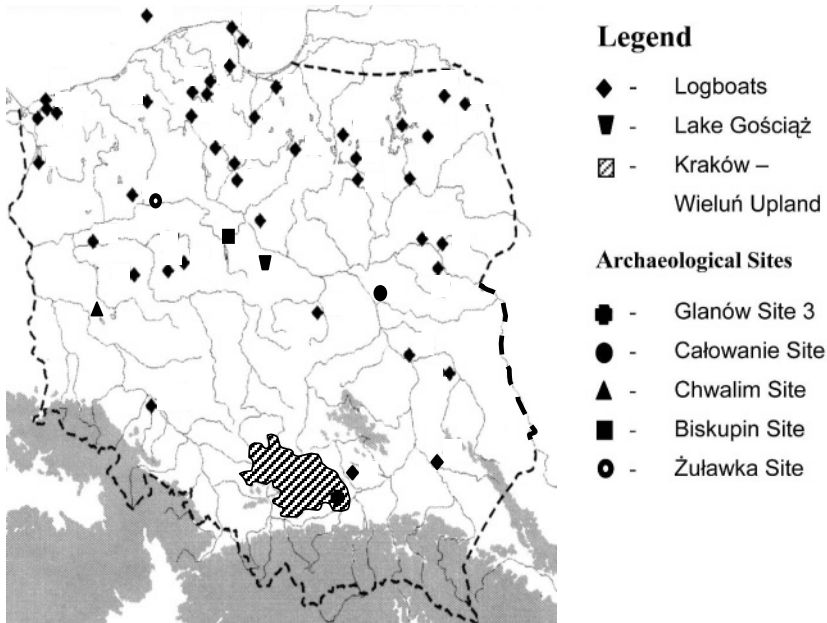 Legend
- Logboats
- Lake Gościąż
- Kraków –
Wieluń Upland
Archaeological Sites
- Glanów Site 3
- Całowanie Site
- Chwalim Site
- Biskupin Site
- Żuławka Site